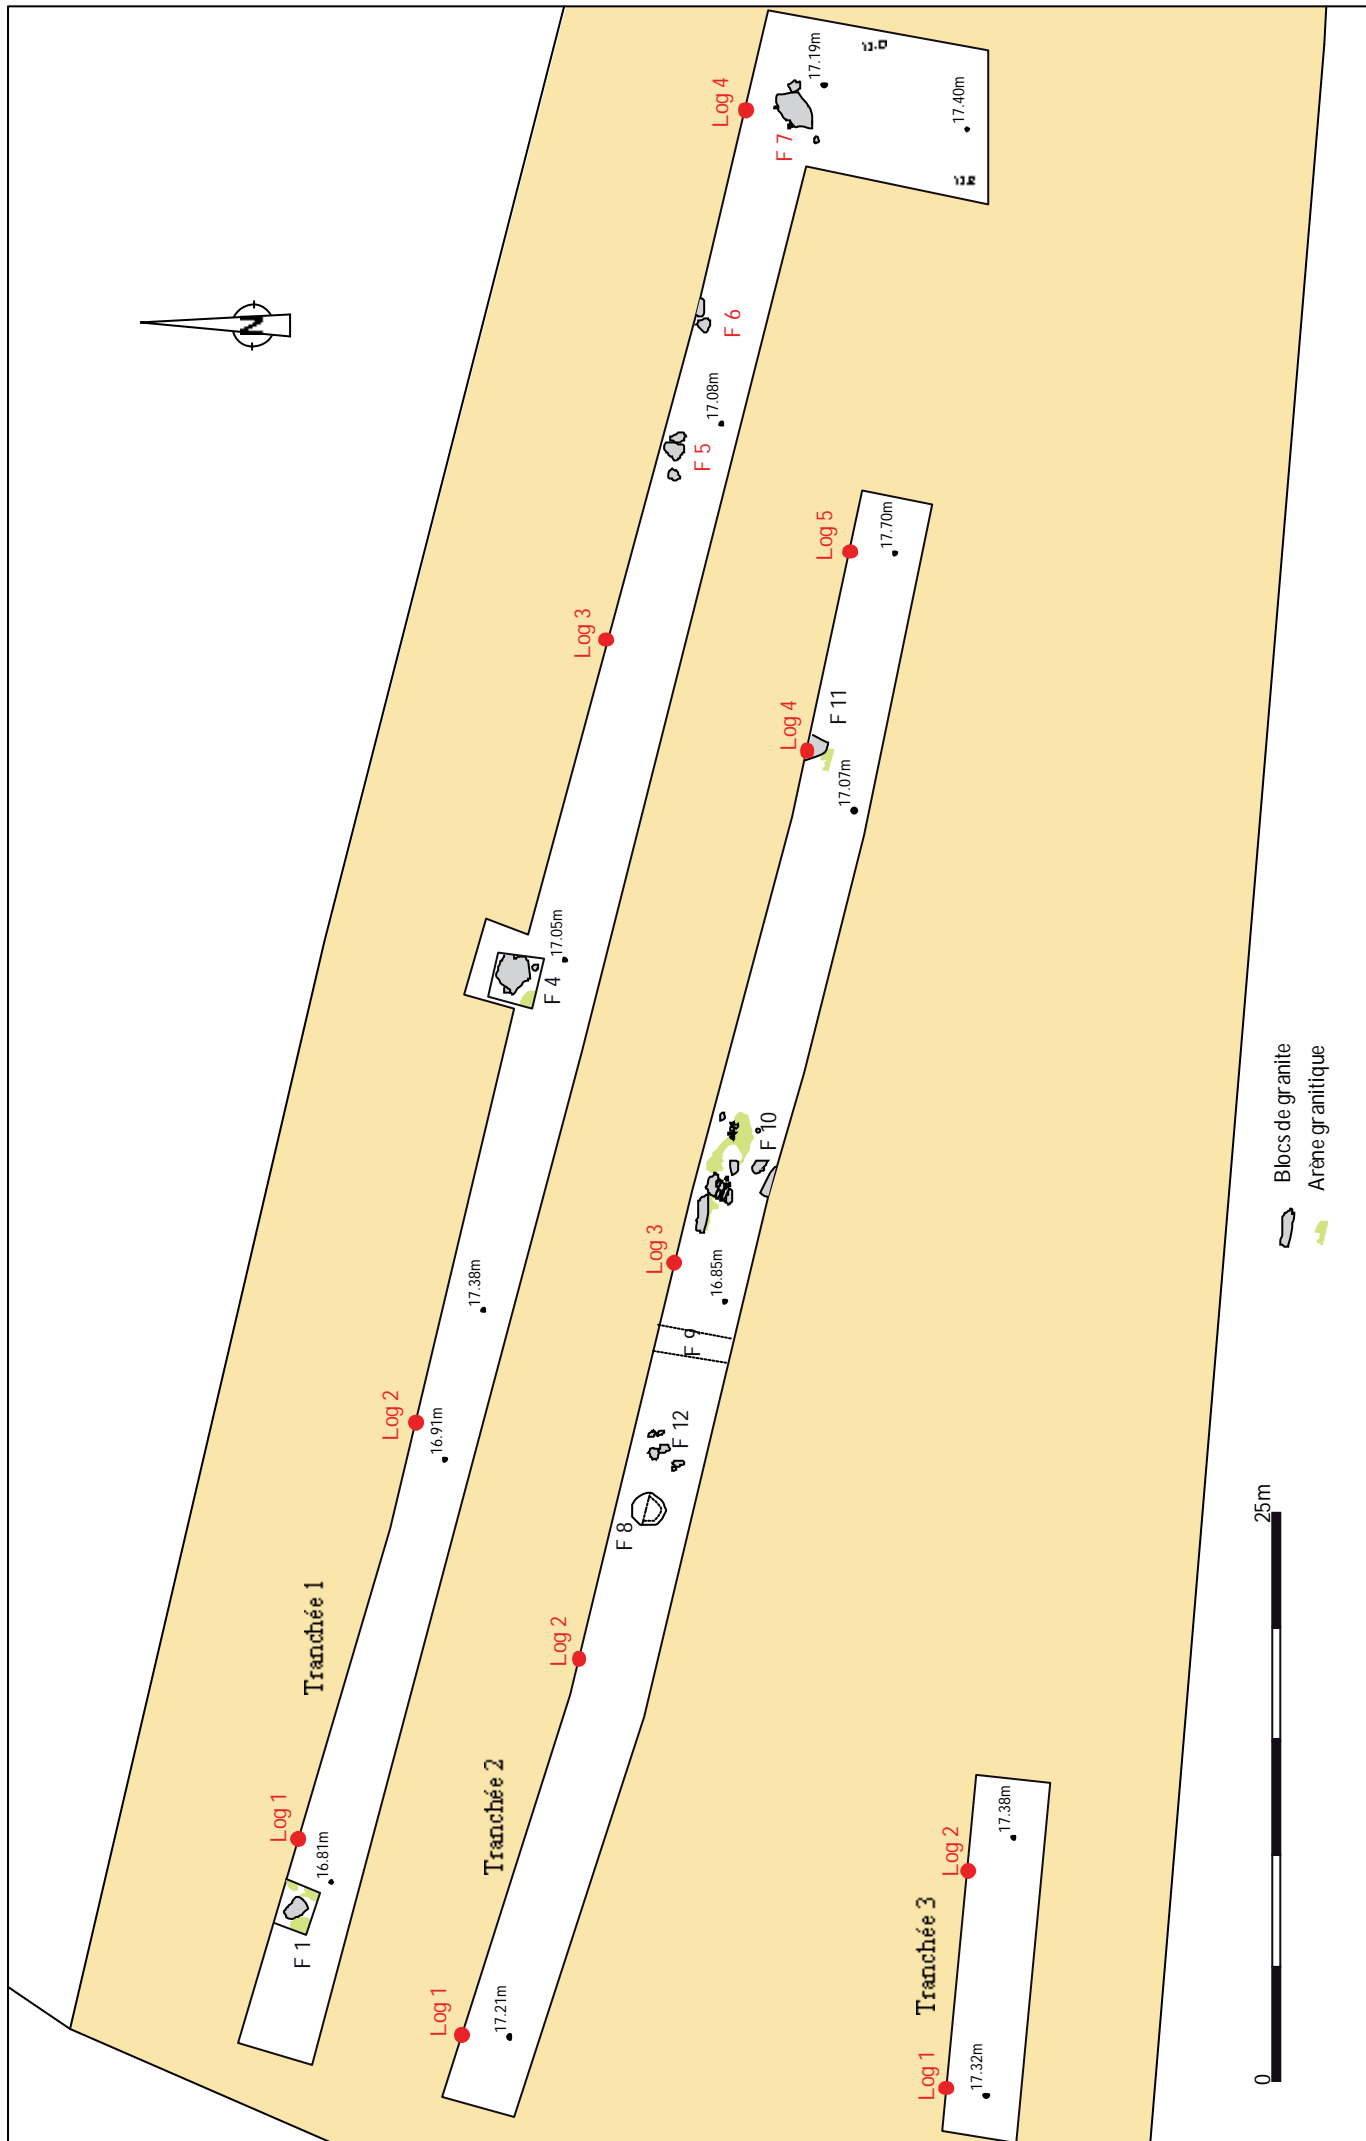 Tranchée 1
F 1
Log 1
16.81m
Log 2
16.91m
17.38m
F 4
17.05m
Log 3
F 5
17.08m
F 6
Log 4
F 7
17.19m
17.40m
Tranchée 2
Log 1
17.21m
Log 2
F 8
F 12
F 9
Log 3
16.85m
F 10
Log 4
F 11
17.07m
Log 5
17.70m
Tranchée 3
Log 1
17.32m
Log 2
17.38m
N
Blocs de granite
Arène granitique
0
25m